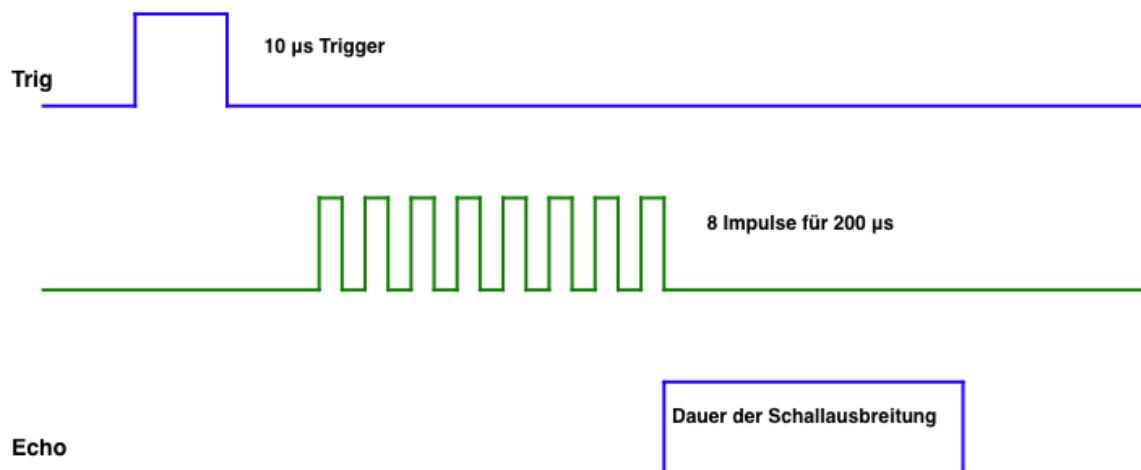 10 µs Trigger
Trig
8 Impulse für 200 µs
Dauer der Schallausbreitung
Echo